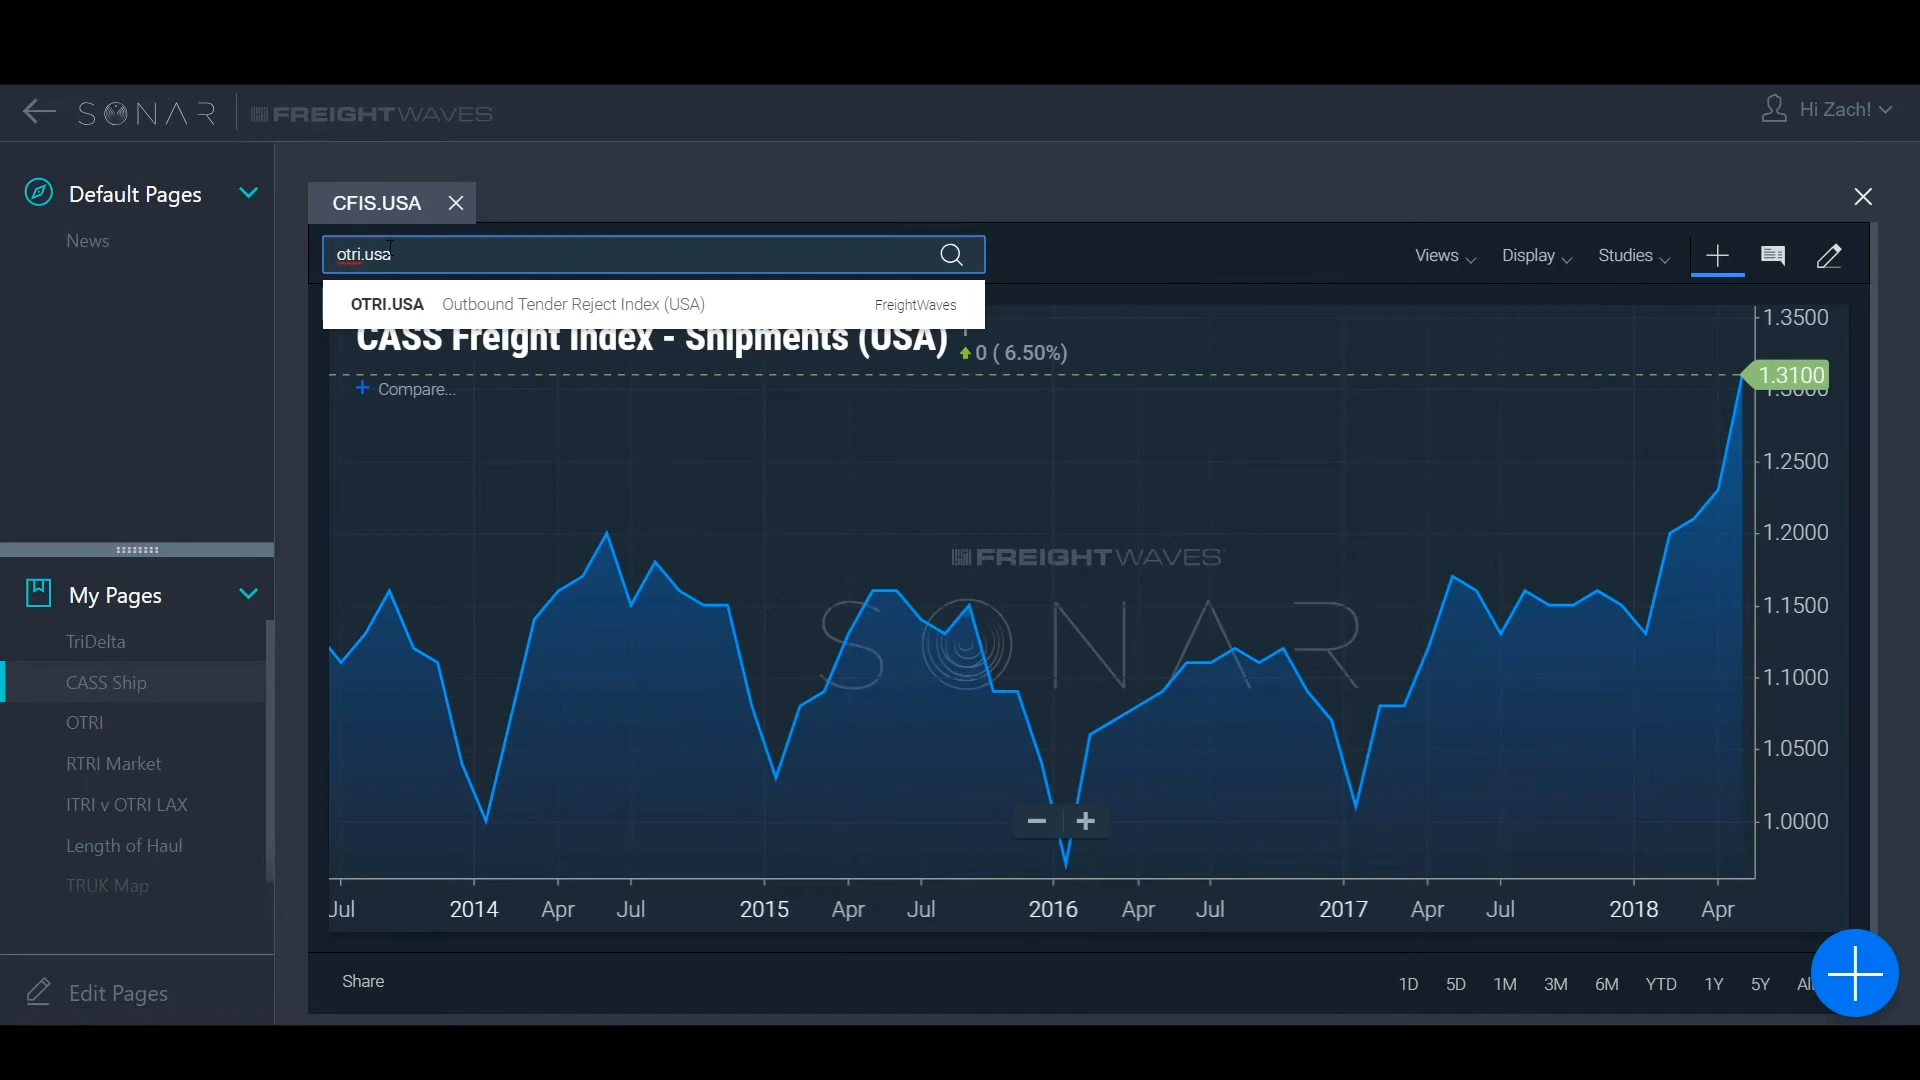 SONAR FREIGHTWAVES
Hi Zach!
Default Pages
News
CFIS.USA
otri.usa
Views Display Studies
OTRI.USA Outbound Tender Reject Index (USA) FreightWaves
CASS Freight Index - Shipments (USA)
0 ( 6.50%)
Compare...
1.3500
1.3100
1.3000
1.2500
1.2000
1.1500
1.1000
1.0500
1.0000
FREIGHTWAVES
SONAR
Jul 2014 Apr Jul 2015 Apr Jul 2016 Apr Jul 2017 Apr Jul 2018 Apr
My Pages
TriDelta
CASS Ship
OTRI
RTRI Market
ITRI v OTRI LAX
Length of Haul
TRUK Map
Edit Pages
Share
1D 5D 1M 3M 6M YTD 1Y 5Y All